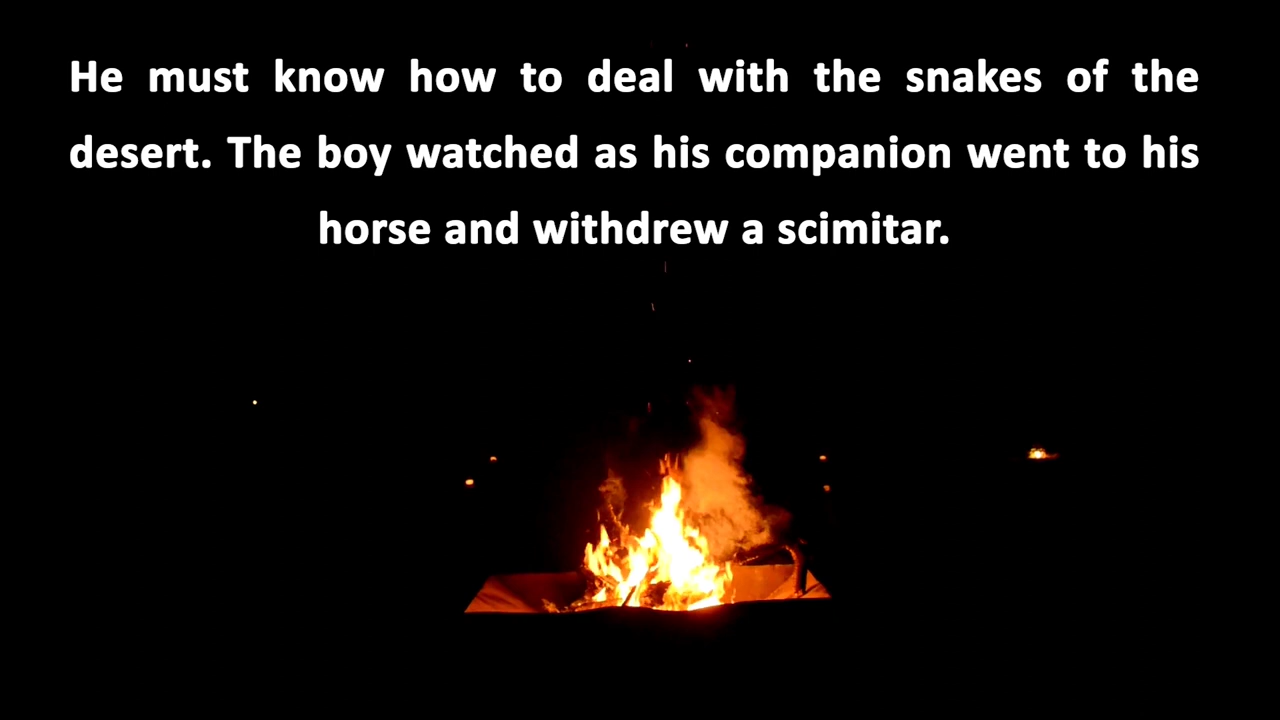 He must know how to deal with the snakes of the
desert. The boy watched as his companion went to his
horse and withdrew a scimitar.